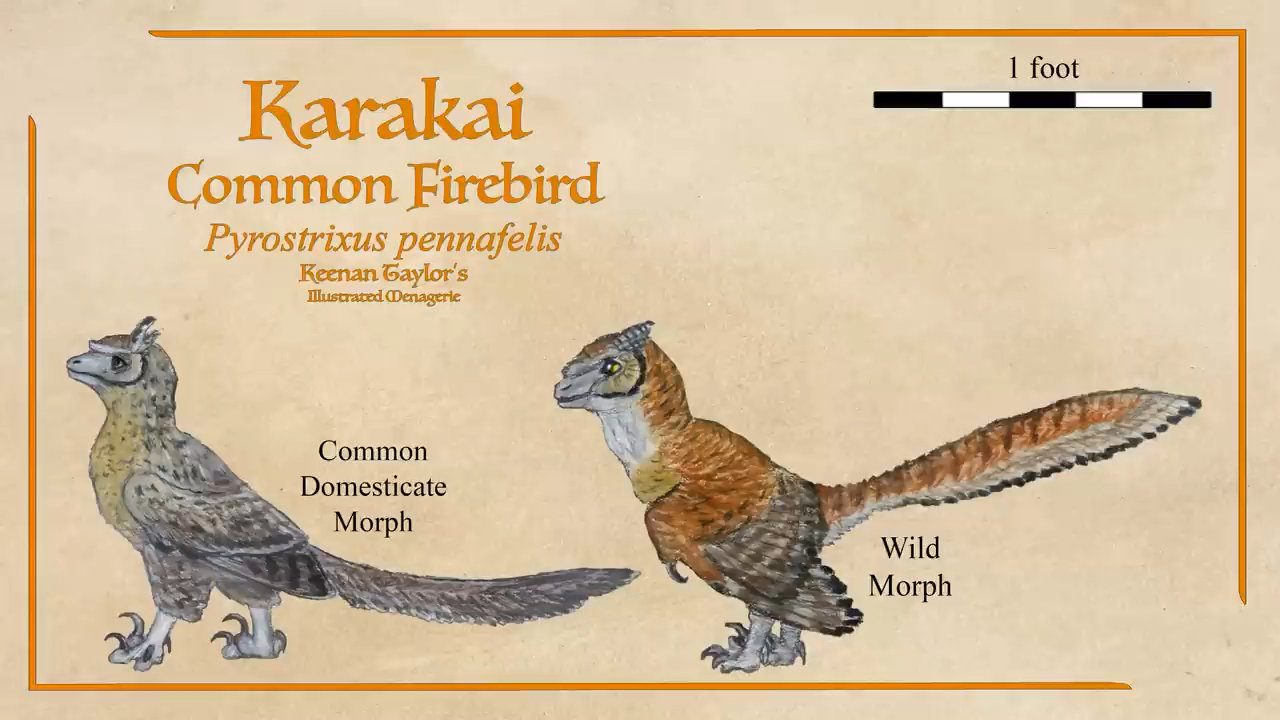 1 foot
Karakai
Common Firebird
Pyrostrixus pennafelis
Keenan Taylor's
Illustrated Menagerie
Common
Domesticate
Morph
Wild
Morph